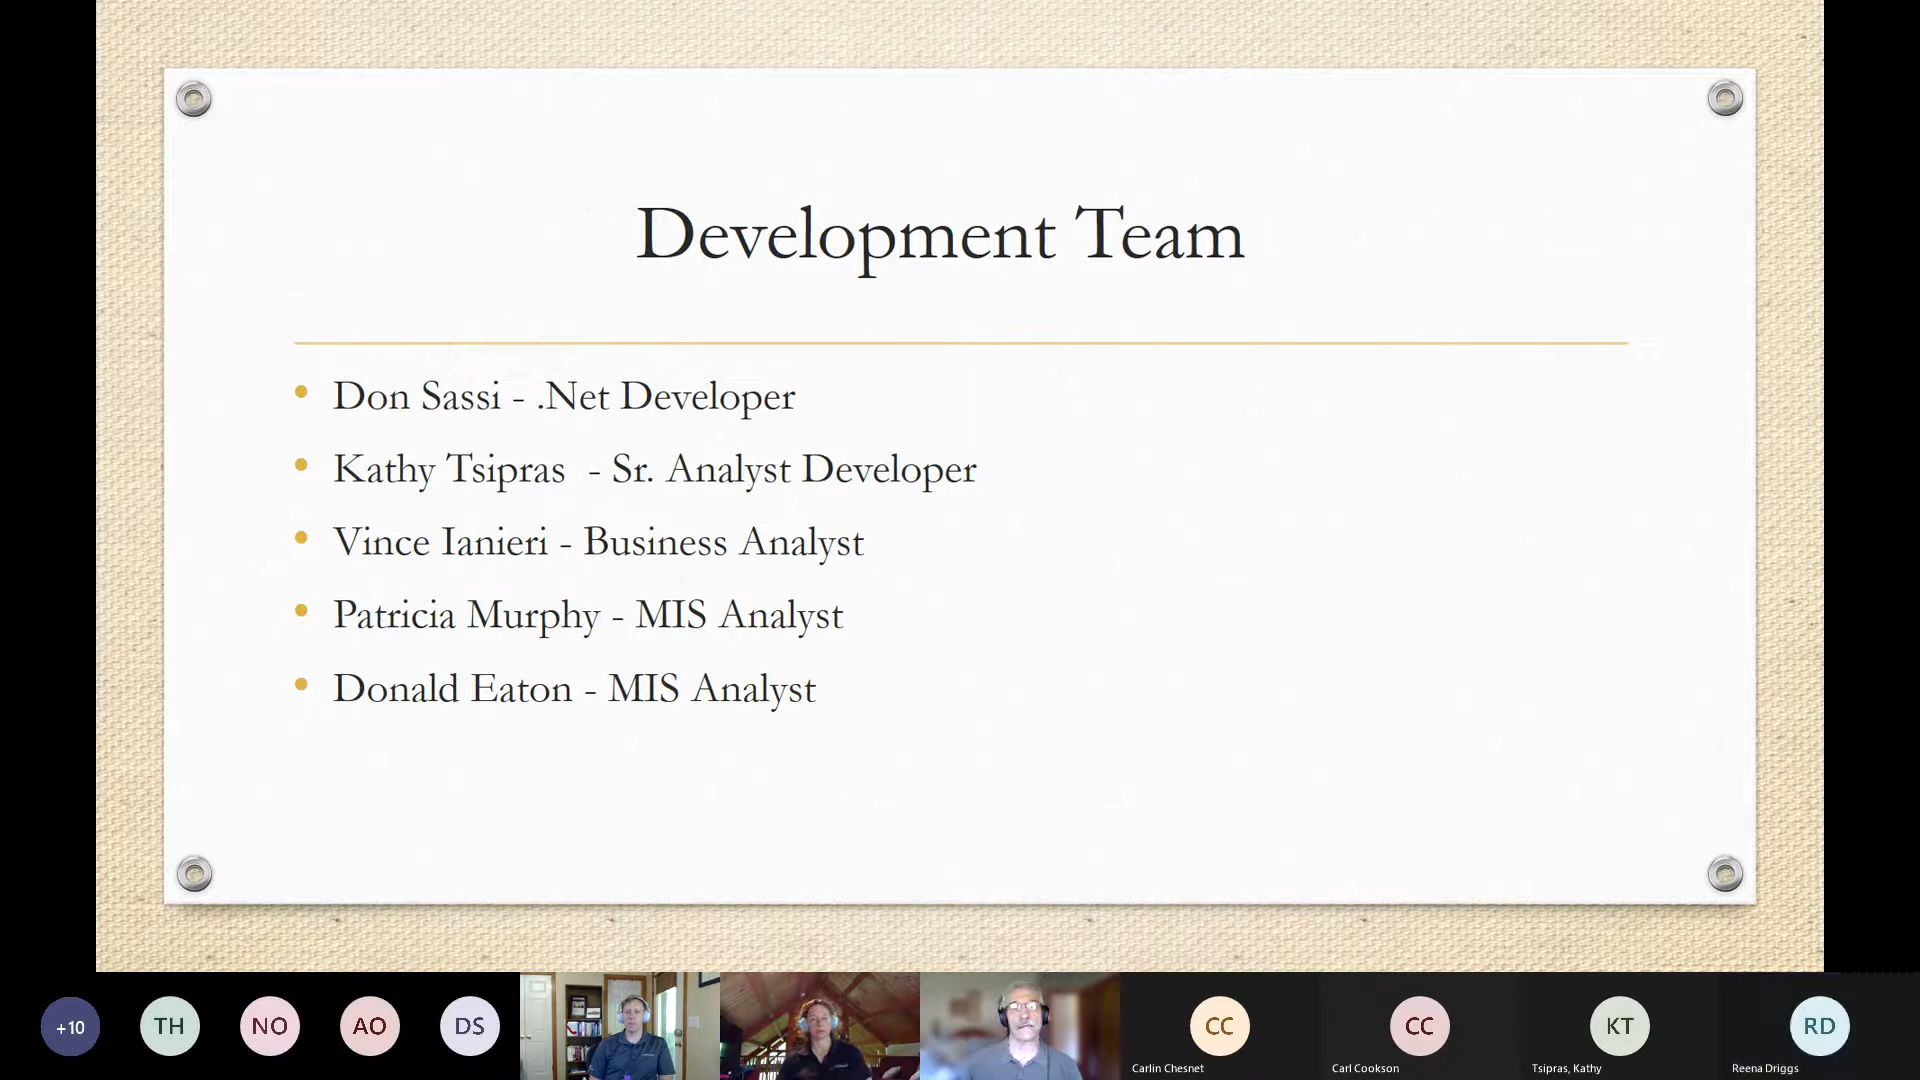 Development Team
• Don Sassi - .Net Developer
• Kathy Tsipras - Sr. Analyst Developer
• Vince Ianieri - Business Analyst
• Patricia Murphy - MIS Analyst
• Donald Eaton - MIS Analyst
+10
TH
NO
AO
DS
CC
Carlin Chesnet
CC
Carl Cookson
KT
Tsipras, Kathy
RD
Reena Driggs